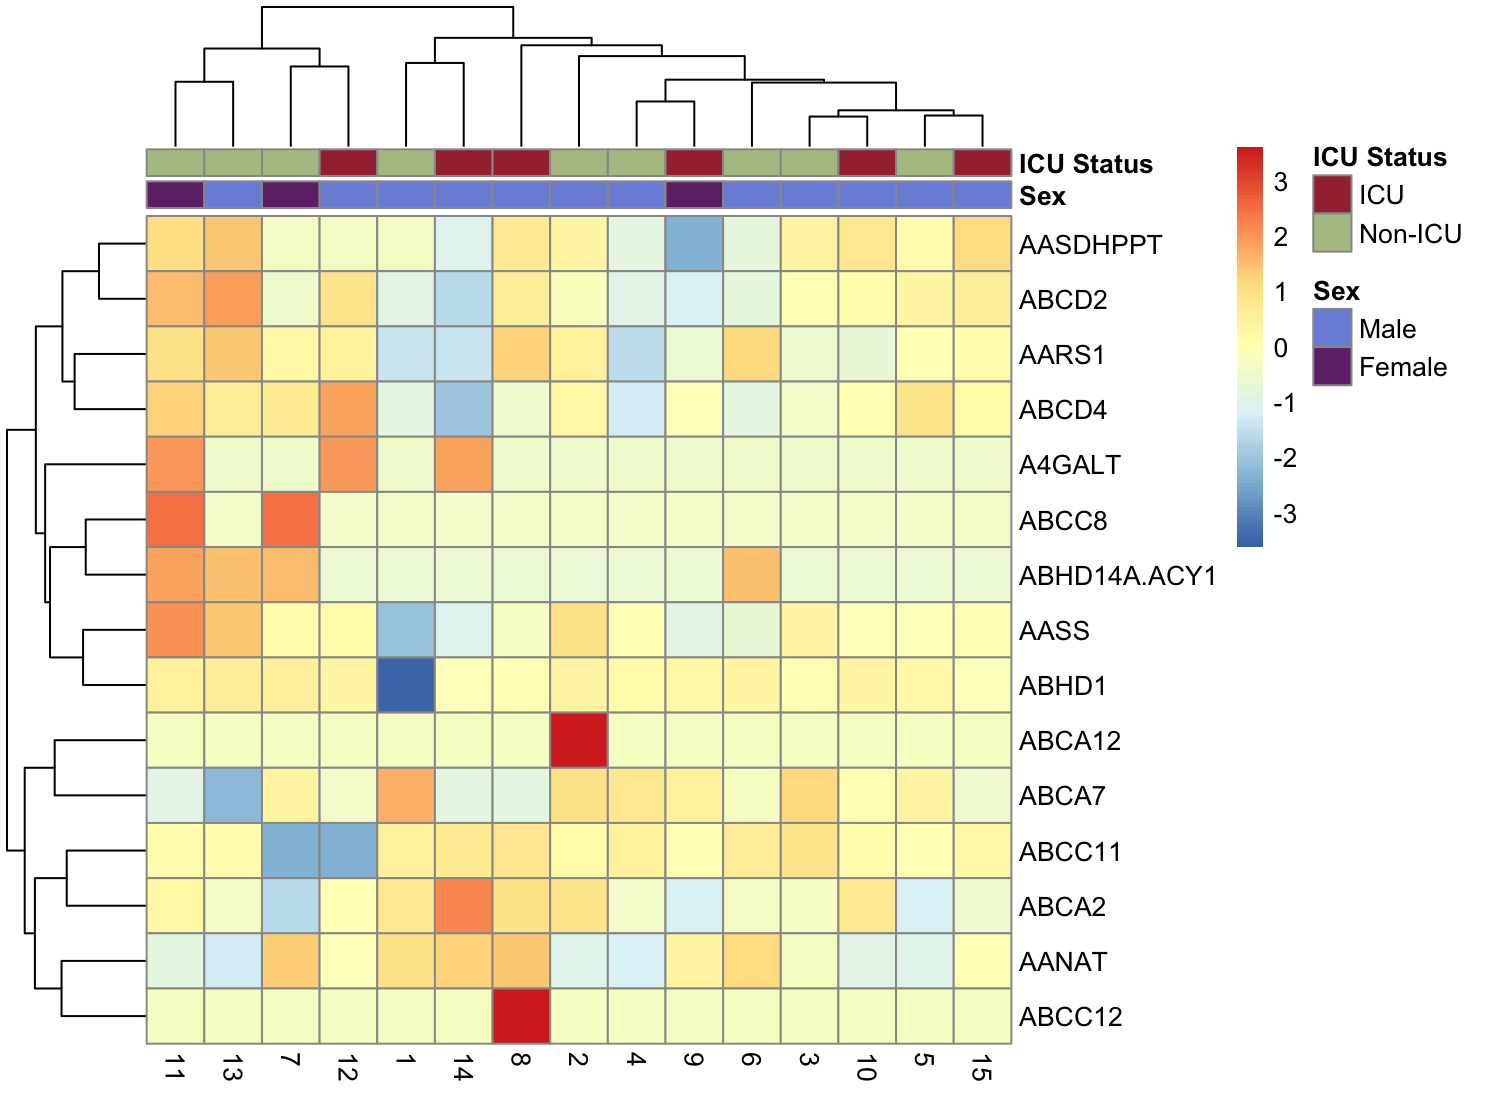 ICU Status
Sex
AASDHPPT
ABCD2
AARS1
ABCD4
A4GALT
ABCC8
ABHD14A.ACY1
AASS
ABHD1
ABCA12
ABCA7
ABCC11
ABCA2
AANAT
ABCC12
11 13 7 12 1 14 8 2 4 9 6 3 10 5 15
3
2
1
0
-1
-2
-3
ICU Status
ICU
Non-ICU
Sex
Male
Female